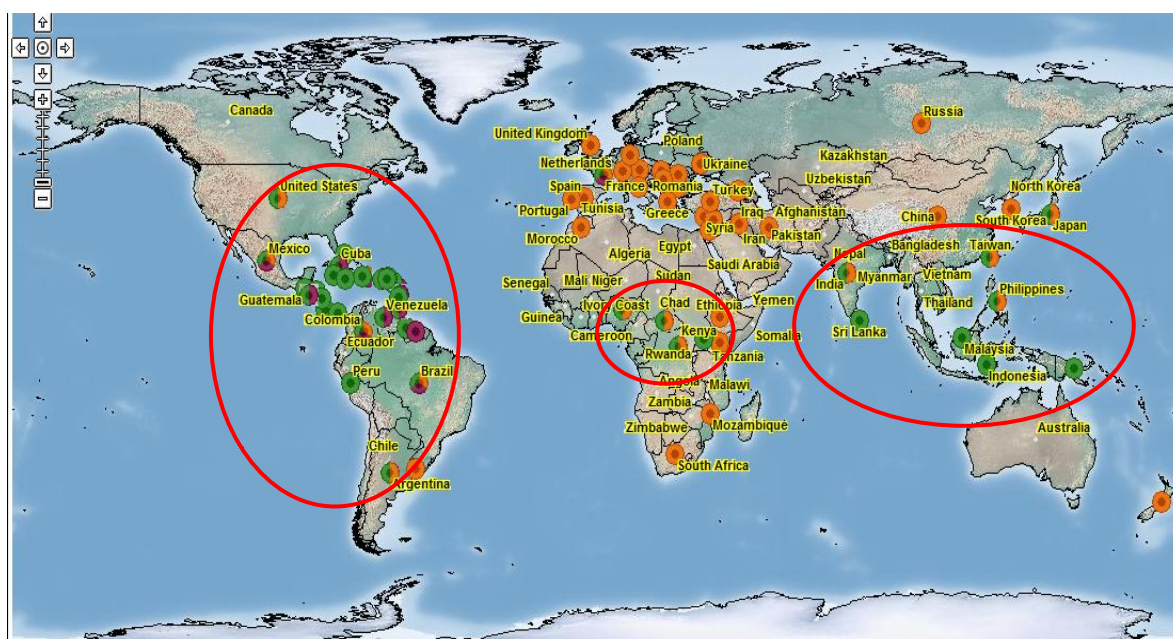 Canada
Russia
United Kingdom
Poland
Netherlands
Ukraine
Kazakhstan
Uzbekistan
United States
Spain
France
Romania
Turkey
North Korea
Portugal
Tunisia
Greece
Iraq
Afghanistan
China
South Korea
Japan
Morocco
Syria
Iran
Pakistan
México
Cuba
Algeria
Egypt
Nepal
Bangladesh
Taiwan
Saudi Arabia
Senegal
Mali
Niger
Sudan
India
Myanmar
Vietnam
Guatemala
Venezuela
Guinea
Ivory Coast
Chad
Ethiopia
Yemen
Thailand
Philippines
Colombia
Cameroon
Kenya
Somalia
Sri Lanka
Ecuador
Rwanda
Tanzania
Malaysia
Peru
Brazil
Angola
Malawi
Indonesia
Zambia
Mozambique
Zimbabwe
Australia
Chile
South Africa
Argentina